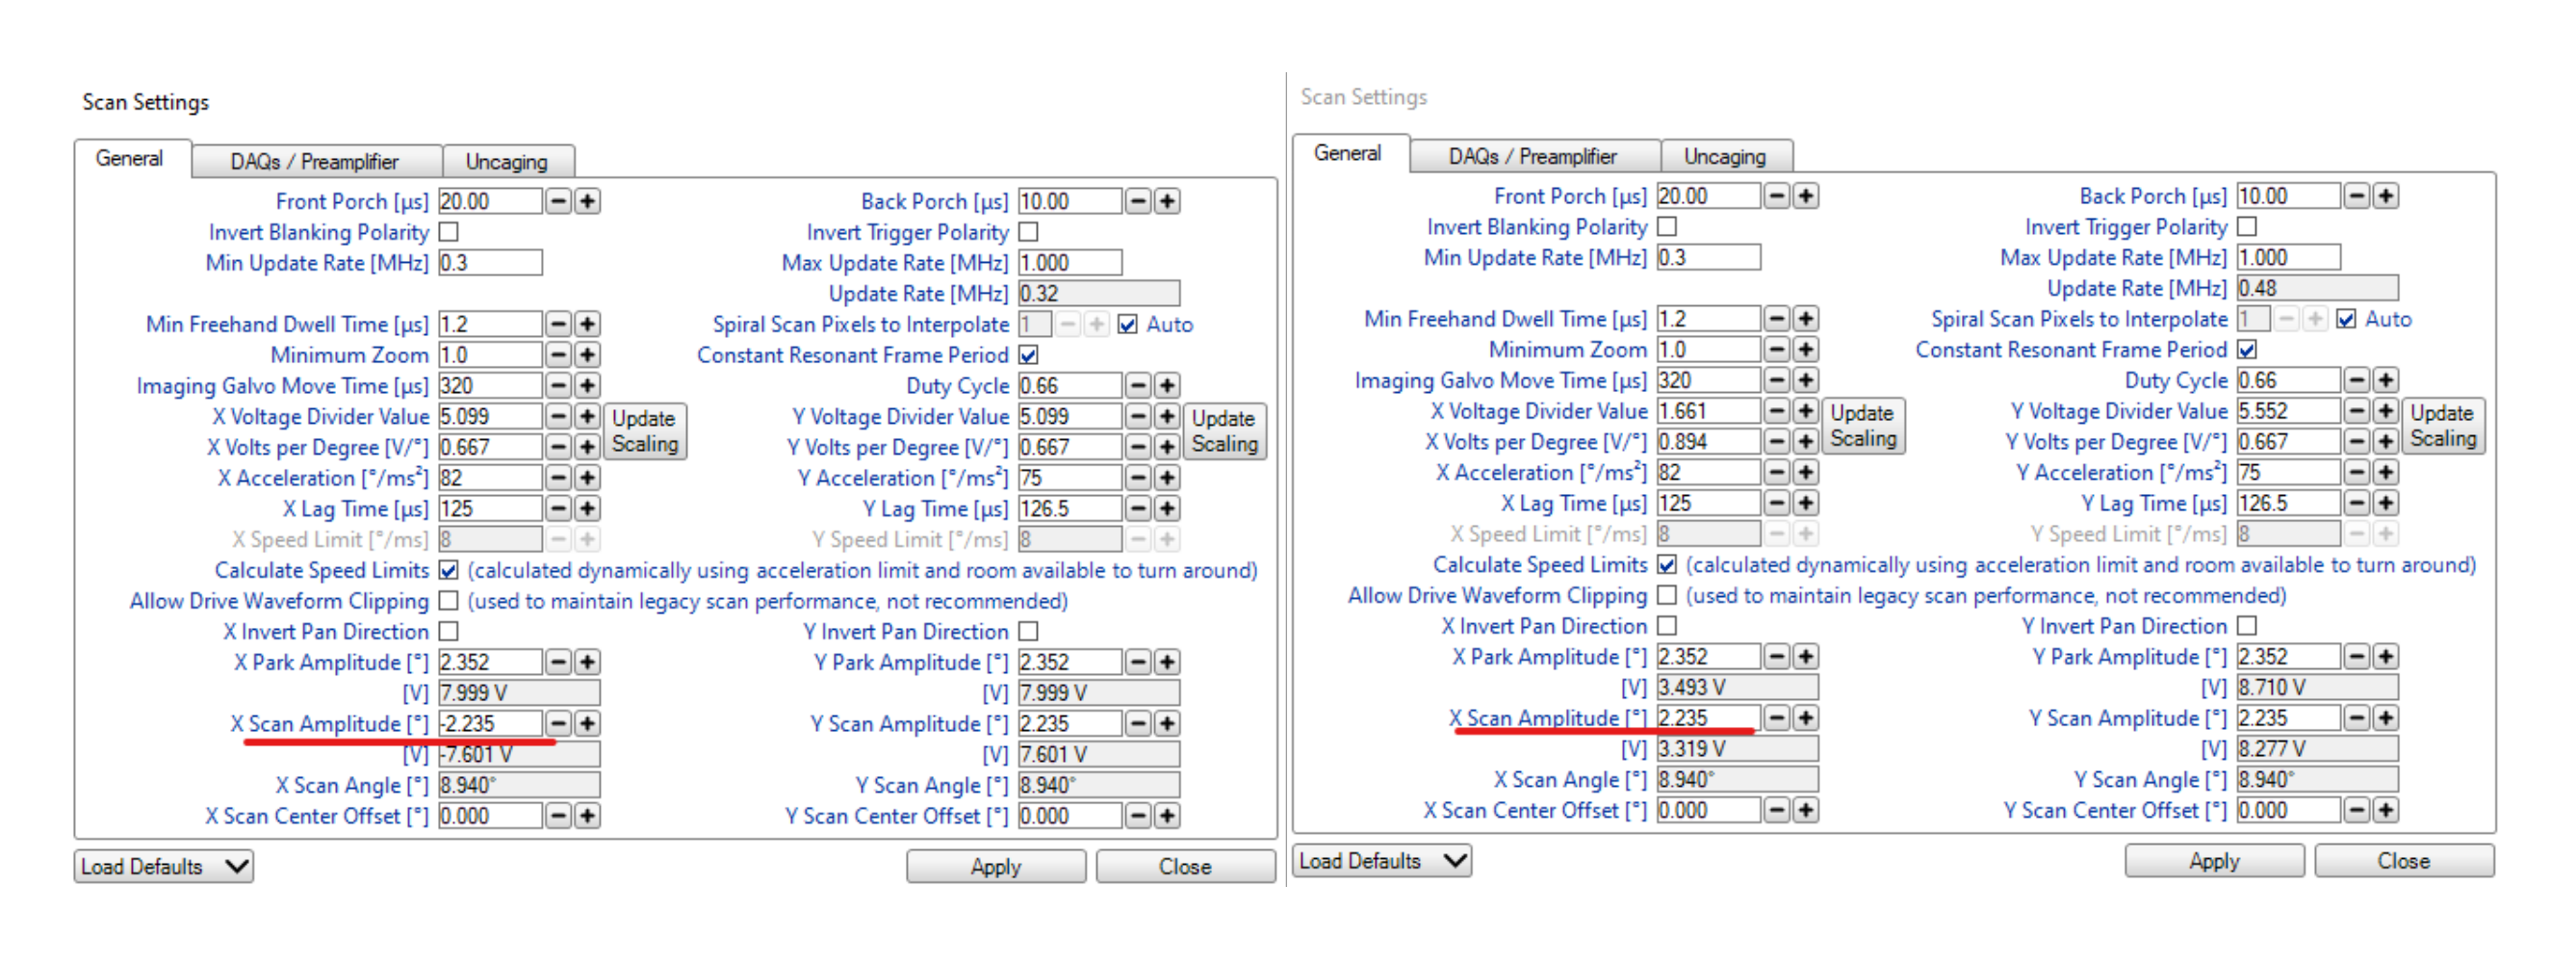 Scan Settings
General DAQs / Preamplifier Uncaging
Front Porch [µs] 20.00 Back Porch [µs] 10.00
Invert Blanking Polarity Invert Trigger Polarity
Min Update Rate [MHz] 0.3 Max Update Rate [MHz] 1.000
Update Rate [MHz] 0.32
Min Freehand Dwell Time [µs] 1.2 Spiral Scan Pixels to Interpolate 1 Auto
Minimum Zoom 1.0 Constant Resonant Frame Period
Imaging Galvo Move Time [µs] 320 Duty Cycle 0.66
X Voltage Divider Value 5.099 Update Y Voltage Divider Value 5.099 Update
X Volts per Degree [V/°] 0.667 Scaling Y Volts per Degree [V/°] 0.667 Scaling
X Acceleration [°/ms²] 82 Y Acceleration [°/ms²] 75
X Lag Time [µs] 125 Y Lag Time [µs] 126.5
X Speed Limit [°/ms] 8 Y Speed Limit [°/ms] 8
Calculate Speed Limits (calculated dynamically using acceleration limit and room available to turn around)
Allow Drive Waveform Clipping (used to maintain legacy scan performance, not recommended)
X Invert Pan Direction Y Invert Pan Direction
X Park Amplitude [°] 2.352 Y Park Amplitude [°] 2.352
[V] 7.999 V [V] 7.999 V
X Scan Amplitude [°] -2.235 Y Scan Amplitude [°] 2.235
[V] -7.601 V [V] 7.601 V
X Scan Angle [°] 8.940° Y Scan Angle [°] 8.940°
X Scan Center Offset [°] 0.000 Y Scan Center Offset [°] 0.000
Load Defaults Apply Close
Scan Settings
General DAQs / Preamplifier Uncaging
Front Porch [µs] 20.00 Back Porch [µs] 10.00
Invert Blanking Polarity Invert Trigger Polarity
Min Update Rate [MHz] 0.3 Max Update Rate [MHz] 1.000
Update Rate [MHz] 0.48
Min Freehand Dwell Time [µs] 1.2 Spiral Scan Pixels to Interpolate 1 Auto
Minimum Zoom 1.0 Constant Resonant Frame Period
Imaging Galvo Move Time [µs] 320 Duty Cycle 0.66
X Voltage Divider Value 1.661 Update Y Voltage Divider Value 5.552 Update
X Volts per Degree [V/°] 0.894 Scaling Y Volts per Degree [V/°] 0.667 Scaling
X Acceleration [°/ms²] 82 Y Acceleration [°/ms²] 75
X Lag Time [µs] 125 Y Lag Time [µs] 126.5
X Speed Limit [°/ms] 8 Y Speed Limit [°/ms] 8
Calculate Speed Limits (calculated dynamically using acceleration limit and room available to turn around)
Allow Drive Waveform Clipping (used to maintain legacy scan performance, not recommended)
X Invert Pan Direction Y Invert Pan Direction
X Park Amplitude [°] 2.352 Y Park Amplitude [°] 2.352
[V] 3.493 V [V] 8.710 V
X Scan Amplitude [°] 2.235 Y Scan Amplitude [°] 2.235
[V] 3.319 V [V] 8.277 V
X Scan Angle [°] 8.940° Y Scan Angle [°] 8.940°
X Scan Center Offset [°] 0.000 Y Scan Center Offset [°] 0.000
Load Defaults Apply Close